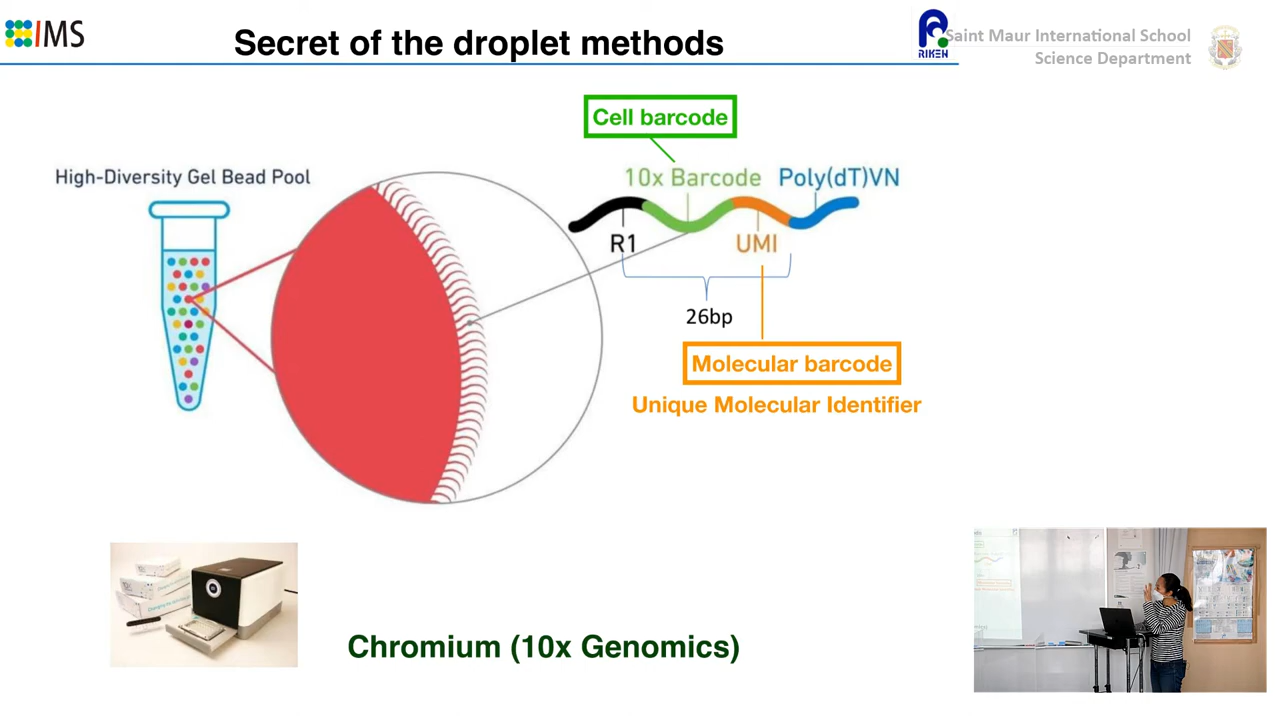 IMS
Secret of the droplet methods
RIKEN
Saint Maur International School
Science Department
Cell barcode
High-Diversity Gel Bead Pool
10x Barcode
Poly(dT)VN
R1
UMI
26bp
Molecular barcode
Unique Molecular Identifier
Chromium (10x Genomics)